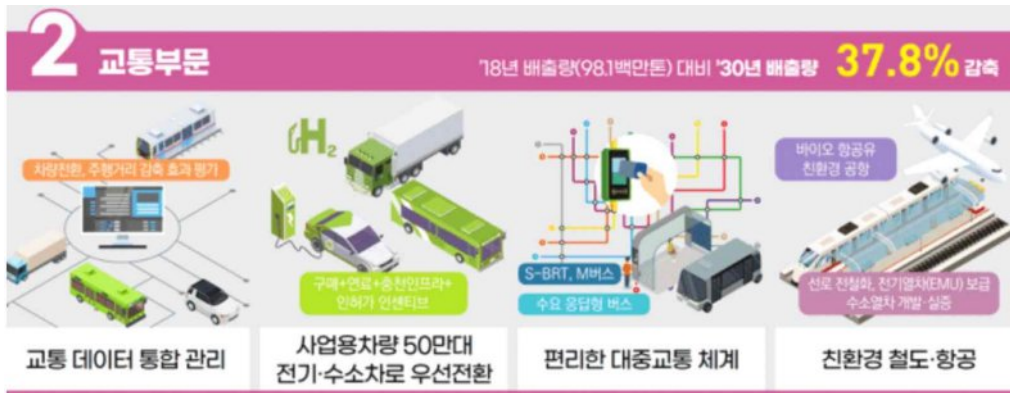 2 교통부문
'18년 배출량(98.1백만톤) 대비 '30년 배출량 37.8% 감축
차량전환, 주행거리 감축 효과 평가
교통 데이터 통합 관리
H2
구매+연료+충전인프라+
인허가 인센티브
사업용차량 50만대
전기·수소차로 우선전환
S-BRT, M버스
수요 응답형 버스
편리한 대중교통 체계
바이오 항공유
친환경 공항
선로 전철화, 전기열차(EMU) 보급
수소열차 개발·실증
친환경 철도·항공